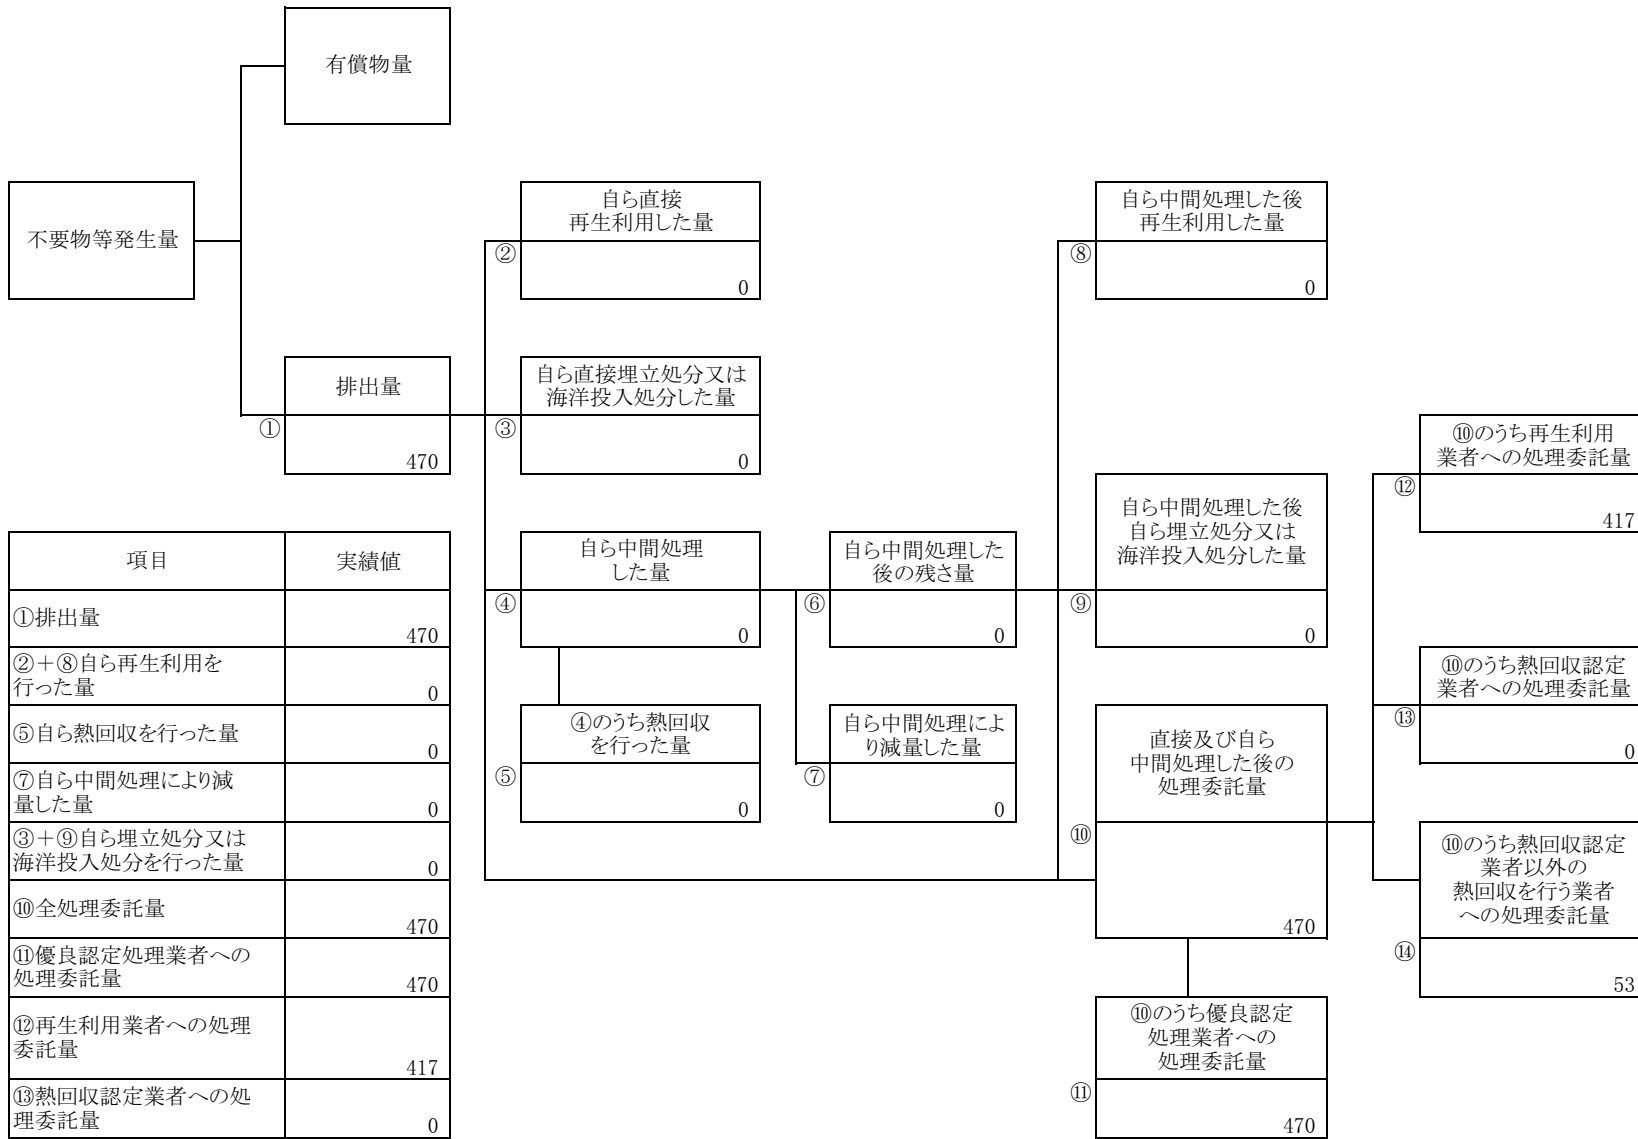 有償物量
不要物等発生量
自ら直接
再生利用した量
②
0
自ら中間処理した後
再生利用した量
⑧
0
排出量
①
470
自ら直接埋立処分又は
海洋投入処分した量
③
0
⑩のうち再生利用
業者への処理委託量
⑫
417
自ら中間処理した後
自ら埋立処分又は
海洋投入処分した量
⑨
0
自ら中間処理
した量
④
0
自ら中間処理した
後の残さ量
⑥
0
⑩のうち熱回収認定
業者への処理委託量
⑬
0
④のうち熱回収
を行った量
⑤
0
自ら中間処理によ
り減量した量
⑦
0
直接及び自ら
中間処理した後の
処理委託量
⑩
470
⑩のうち熱回収認定
業者以外の
熱回収を行う業者
への処理委託量
⑭
53
⑩のうち優良認定
処理業者への
処理委託量
⑪
470
項目 実績値
①排出量
470
②+⑧自ら再生利用を
行った量
0
⑤自ら熱回収を行った量
0
⑦自ら中間処理により減
量した量
0
③+⑨自ら埋立処分又は
海洋投入処分を行った量
0
⑩全処理委託量
470
⑪優良認定処理業者への
処理委託量
470
⑫再生利用業者への処理
委託量
417
⑬熱回収認定業者への処
理委託量
0